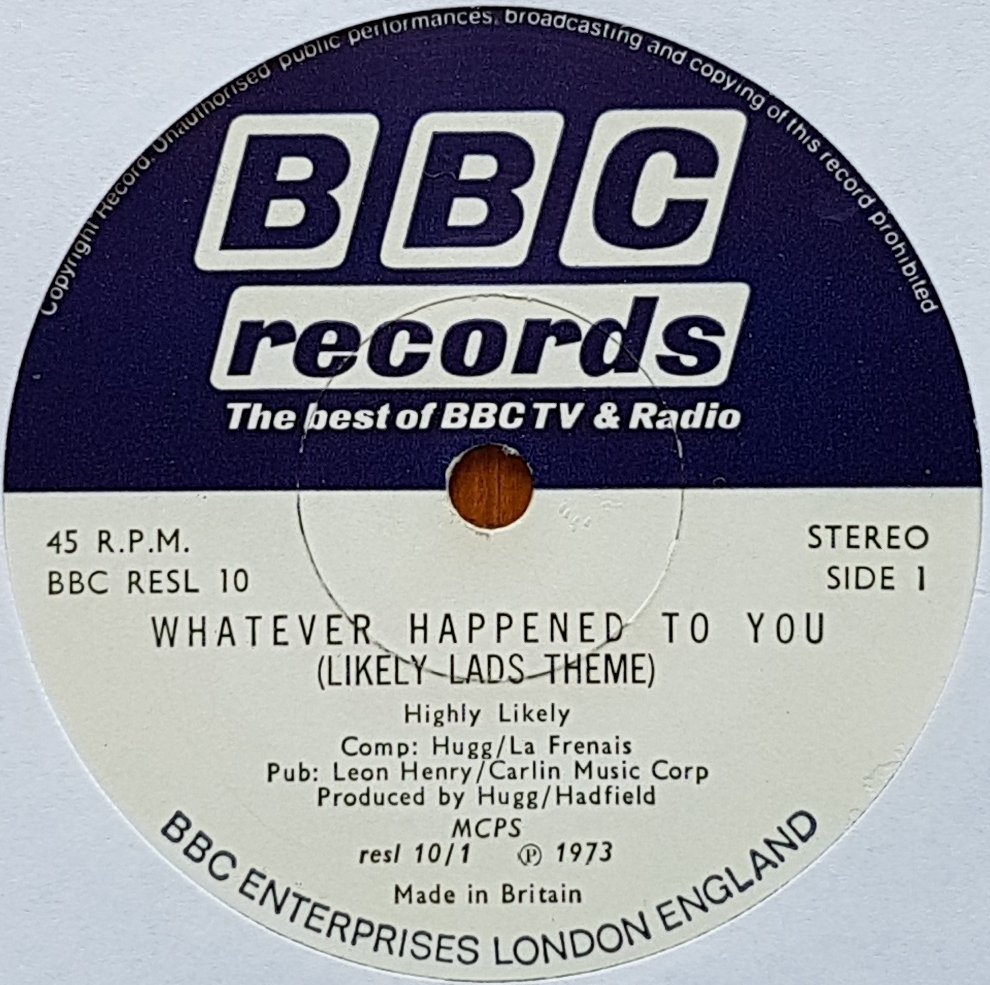 Copyright Record. Unauthorised public performances, broadcasting and copying of this record prohibited
BBC
records
The best of BBC TV & Radio
45 R.P.M.
STEREO
BBC RESL 10
SIDE 1
WHATEVER HAPPENED TO YOU
(LIKELY LADS THEME)
Highly Likely
Comp: Hugg/La Frenais
Pub: Leon Henry/Carlin Music Corp
Produced by Hugg/Hadfield
MCPS
resl 10/1 ℗ 1973
Made in Britain
BBC ENTERPRISES LONDON ENGLAND